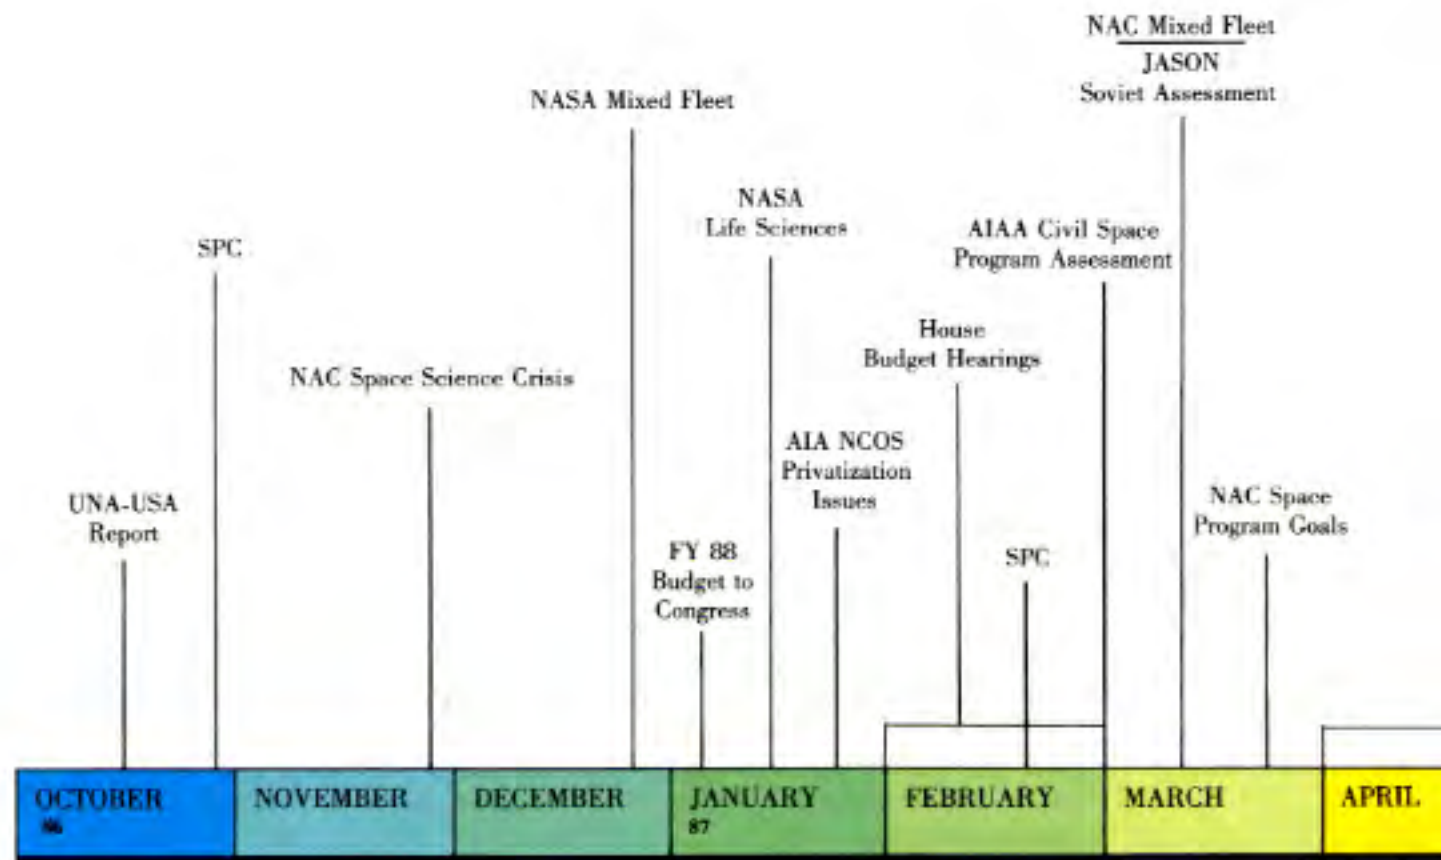 NAC Mixed Fleet
JASON
Soviet Assessment
NASA Mixed Fleet
NASA
Life Sciences
AIAA Civil Space
Program Assessment
SPC
House
Budget Hearings
NAC Space Science Crisis
AIA NCOS
Privatization
Issues
UNA-USA
Report
NAC Space
Program Goals
FY 88
Budget to
Congress
SPC
OCTOBER
86
NOVEMBER
DECEMBER
JANUARY
87
FEBRUARY
MARCH
APRIL